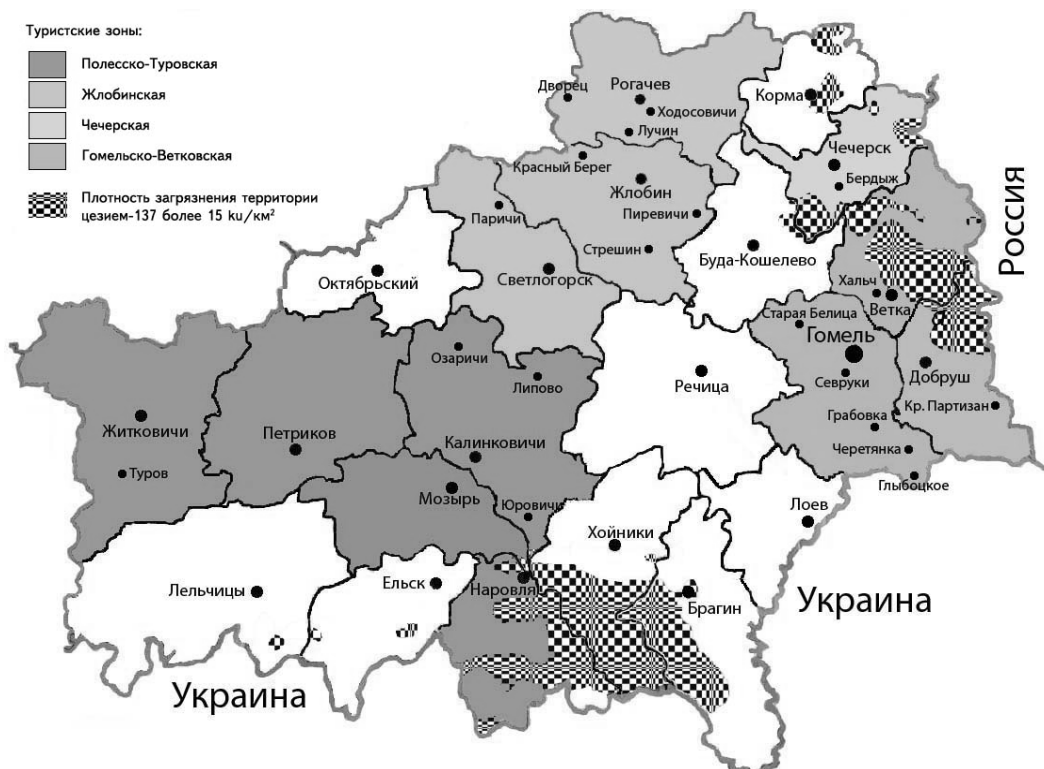 Туристские зоны:
Полесско-Туровская
Жлобинская
Чечерская
Гомельско-Ветковская
Плотность загрязнения территории
цезием-137 более 15 ku/км²
Дворец
Рогачев
Ходосовичи
Лучин
Корма
Красный Берег
Жлобин
Чечерск
Бердыж
Паричи
Пиревичи
Стрешин
Буда-Кошелево
Россия
Октябрьский
Светлогорск
Хальч
Ветка
Старая Белица
Гомель
Озаричи
Липово
Речица
Севруки
Добруш
Кр. Партизан
Житковичи
Петриков
Калинковичи
Грабовка
Черетянка
Туров
Мозырь
Юровичи
Глыбоцкое
Лоев
Хойники
Лельчицы
Ельск
Наровля
Брагин
Украина
Украина